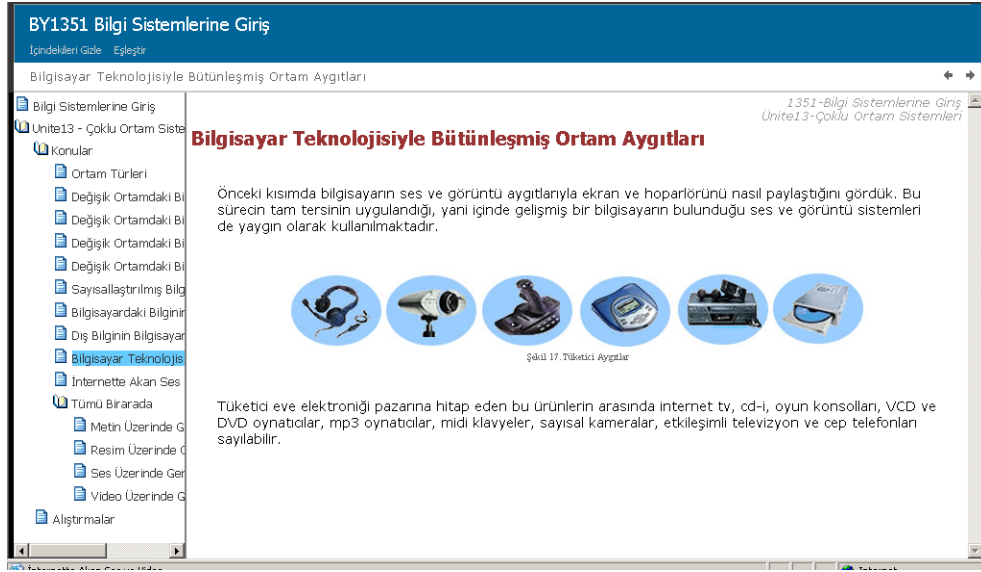 BY1351 Bilgi Sistemlerine Giriş
İçindekileri Gizle Eşleştir
Bilgisayar Teknolojisiyle Bütünleşmiş Ortam Aygıtları
Bilgi Sistemlerine Giriş
Unite13 - Çoklu Ortam Siste
Konular
Ortam Türleri
Değişik Ortamdaki Bi
Değişik Ortamdaki Bi
Değişik Ortamdaki Bi
Değişik Ortamdaki Bi
Sayısallaştırılmış Bilg
Bilgisayardaki Bilginin
Dış Bilginin Bilgisayar
Bilgisayar Teknolojis
İnternette Akan Ses
Tümü Birarada
Metin Üzerinde G
Resim Üzerinde G
Ses Üzerinde Ger
Video Üzerinde G
Alıştırmalar
1351-Bilgi Sistemlerine Giriş
Ünite13-Çoklu Ortam Sistemleri
Bilgisayar Teknolojisiyle Bütünleşmiş Ortam Aygıtları
Önceki kısımda bilgisayarın ses ve görüntü aygıtlarıyla ekran ve hoparlörünü nasıl paylaştığını gördük. Bu
sürecin tam tersinin uygulandığı, yani içinde gelişmiş bir bilgisayarın bulunduğu ses ve görüntü sistemleri
de yaygın olarak kullanılmaktadır.
Şekil 17.Tüketici Aygıtlar
Tüketici eve elektroniği pazarına hitap eden bu ürünlerin arasında internet tv, cd-i, oyun konsolları, VCD ve
DVD oynatıcılar, mp3 oynatıcılar, midi klavyeler, sayısal kameralar, etkileşimli televizyon ve cep telefonları
sayılabilir.
İnternette Akan Ses ve Video
Internet